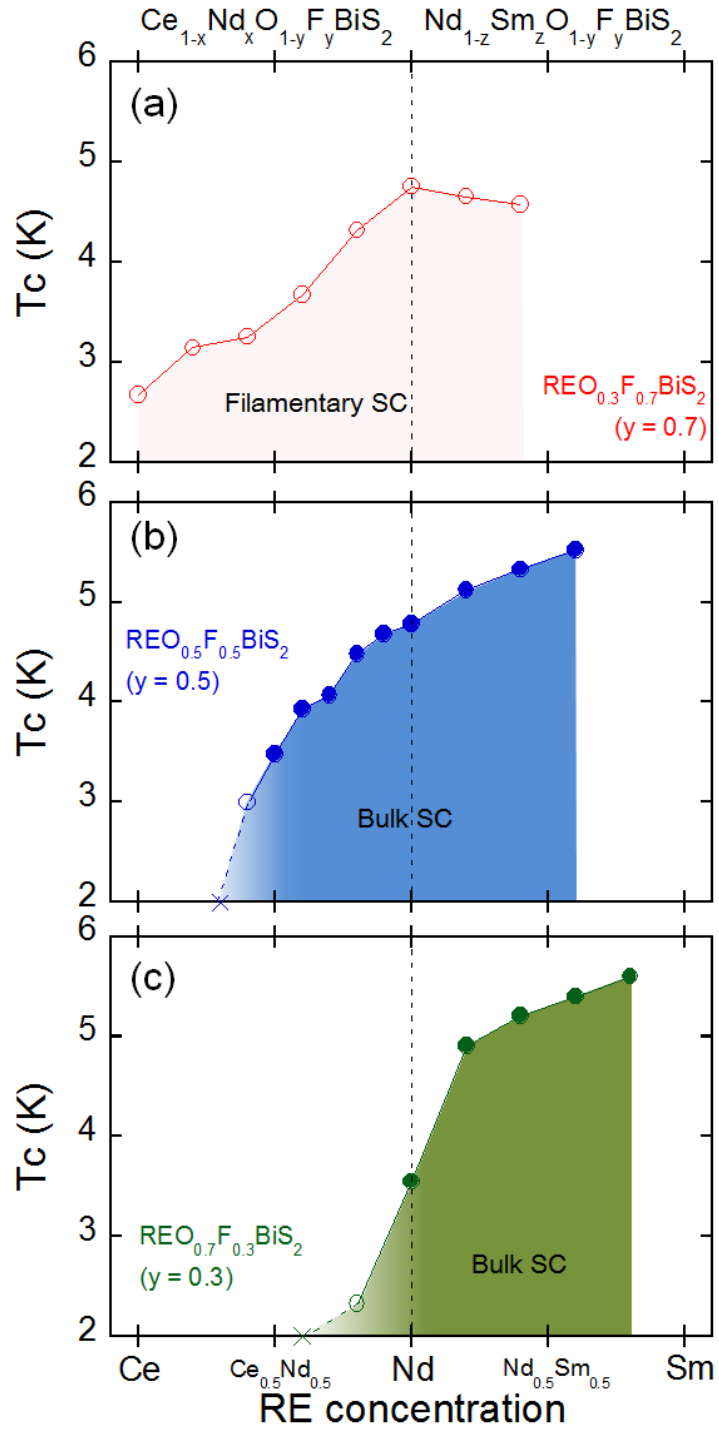 Ce₁₋ₓNdₓO₁₋yFyBiS₂ Nd₁₋zSmzO₁₋yFyBiS₂
6
(a)
5
Tc (K)
4
3
REO₀.₃F₀.₇BiS₂
Filamentary SC
(y = 0.7)
2
6
(b)
5
REO₀.₅F₀.₅BiS₂
(y = 0.5)
Tc (K)
4
3
Bulk SC
2
6
(c)
5
Tc (K)
4
3
REO₀.₇F₀.₃BiS₂
Bulk SC
(y = 0.3)
2
Ce Ce₀.₅Nd₀.₅ Nd Nd₀.₅Sm₀.₅ Sm
RE concentration